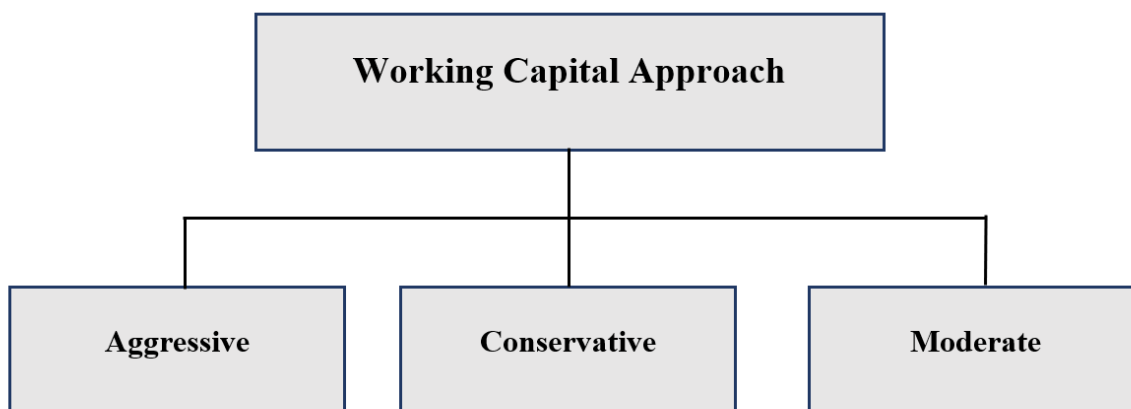 Working Capital Approach
Aggressive
Conservative
Moderate